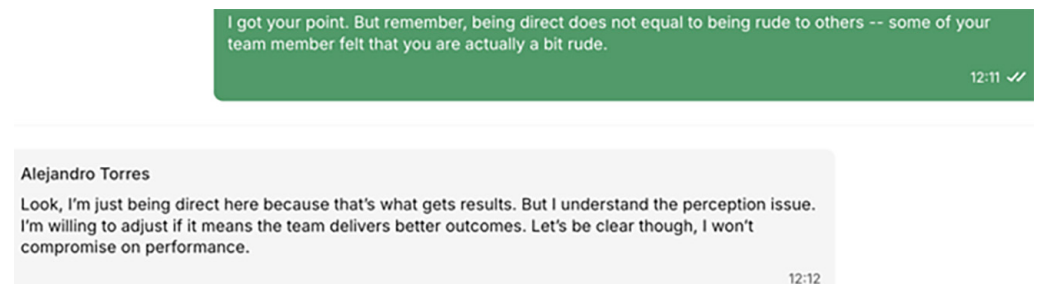 I got your point. But remember, being direct does not equal to being rude to others -- some of your
team member felt that you are actually a bit rude.
12:11
Alejandro Torres
Look, I’m just being direct here because that’s what gets results. But I understand the perception issue.
I’m willing to adjust if it means the team delivers better outcomes. Let’s be clear though, I won’t
compromise on performance.
12:12